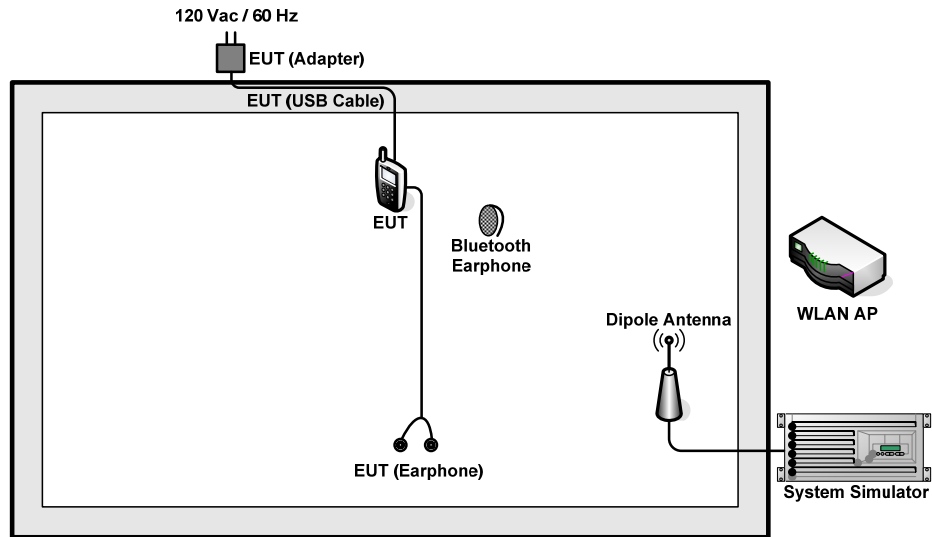 120 Vac / 60 Hz
EUT (Adapter)
EUT (USB Cable)
EUT
Bluetooth
Earphone
WLAN AP
Dipole Antenna
EUT (Earphone)
System Simulator